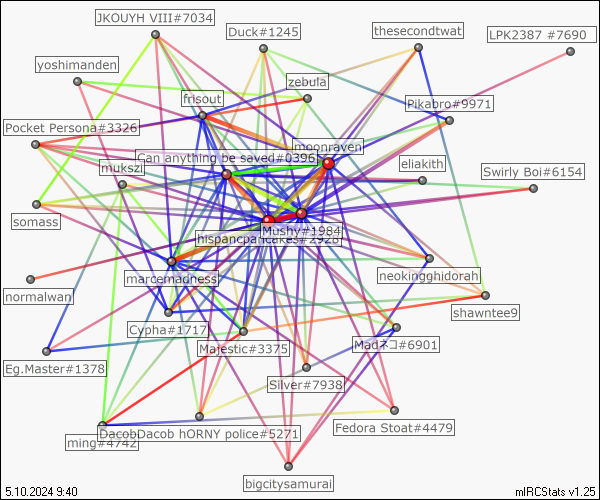 JKOUYH VIII#7034
Duck#1245
thesecondtwat
LPK2387 #7690
yoshimanden
zebula
frisout
Pikabro#9971
Pocket Persona#3326
moonraven
Can anything be saved#0396
mukszi
eliakith
Swirly Boi#6154
somass
Mushy#1984
hispancpancakes#2926
marcemadness
neokingghidorah
normalwan
shawntee9
Cypha#1717
Majestic#3375
Madネコ#6901
Eg.Master#1378
Silver#7938
Fedora Stoat#4479
DacobDacob hORNY police#5271
ming#4742
bigcitysamurai
5.10.2024 9:40
mIRCStats v1.25